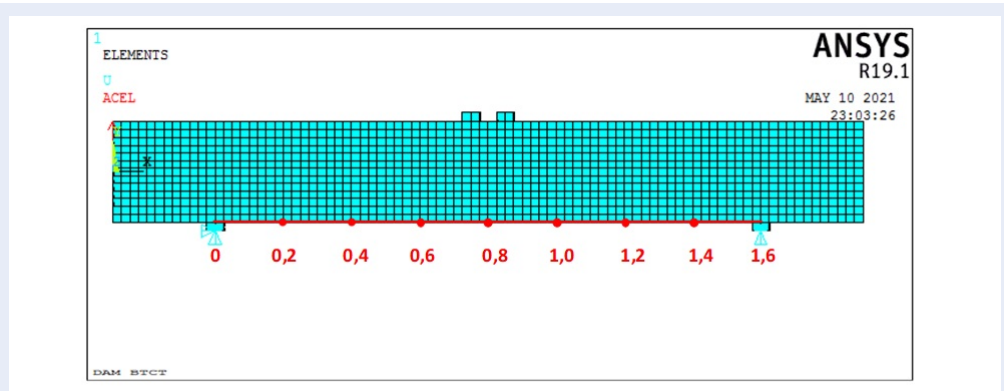 1
ELEMENTS
U
ACEL
ANSYS
R19.1
MAY 10 2021
23:03:26
X
0 0,2 0,4 0,6 0,8 1,0 1,2 1,4 1,6
DAM BTCT